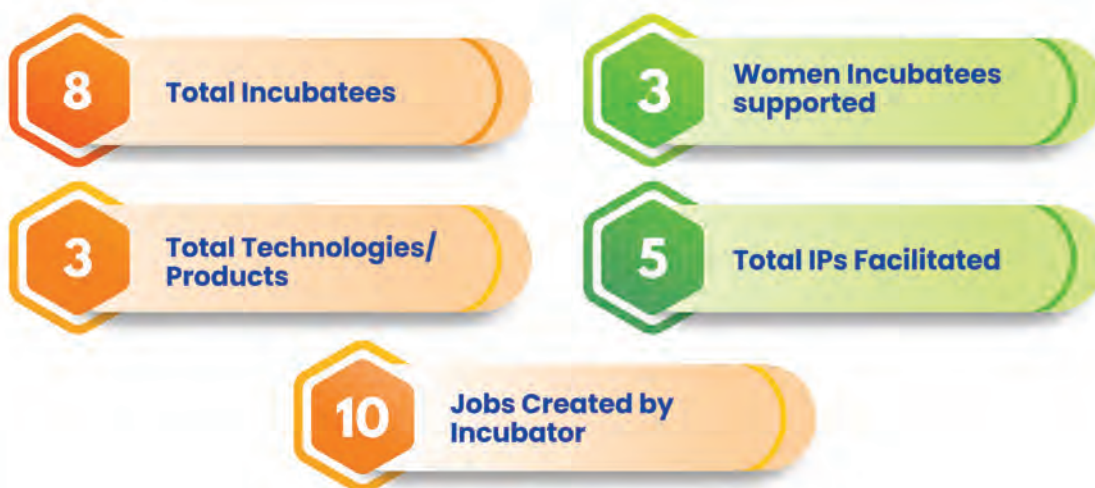 8
Total Incubatees
3
Women Incubatees
supported
3
Total Technologies/
Products
5
Total IPs Facilitated
10
Jobs Created by
Incubator